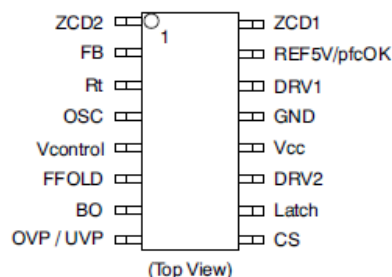 ZCD2 ZCD1
1
FB REF5V/pfcOK
Rt DRV1
OSC GND
Vcontrol Vcc
FFOLD DRV2
BO Latch
OVP / UVP CS
(Top View)